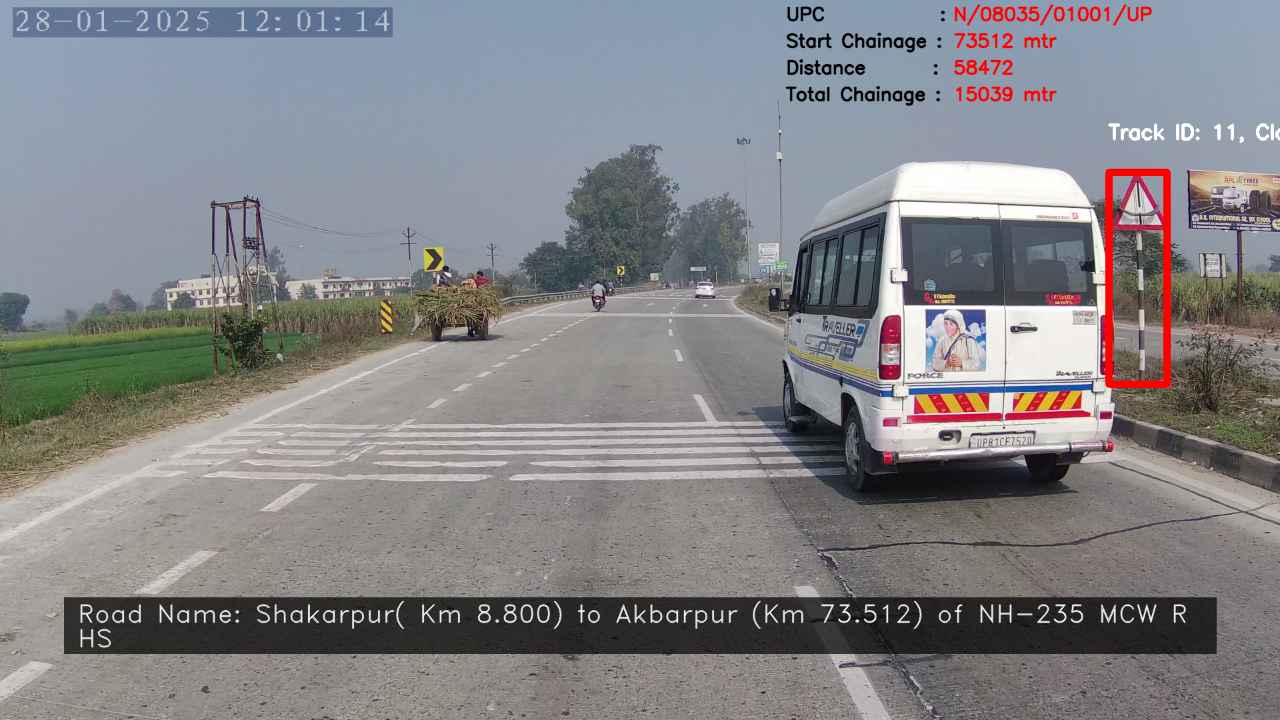 28-01-2025 12:01:14
UPC : N/08035/01001/UP
Start Chainage : 73512 mtr
Distance : 58472
Total Chainage : 15039 mtr
Track ID: 11, Cl
TRAVELLER
FORCE
TRAVELLER
UP81CF7520
Road Name: Shakarpur( Km 8.800) to Akbarpur (Km 73.512) of NH-235 MCW R
HS